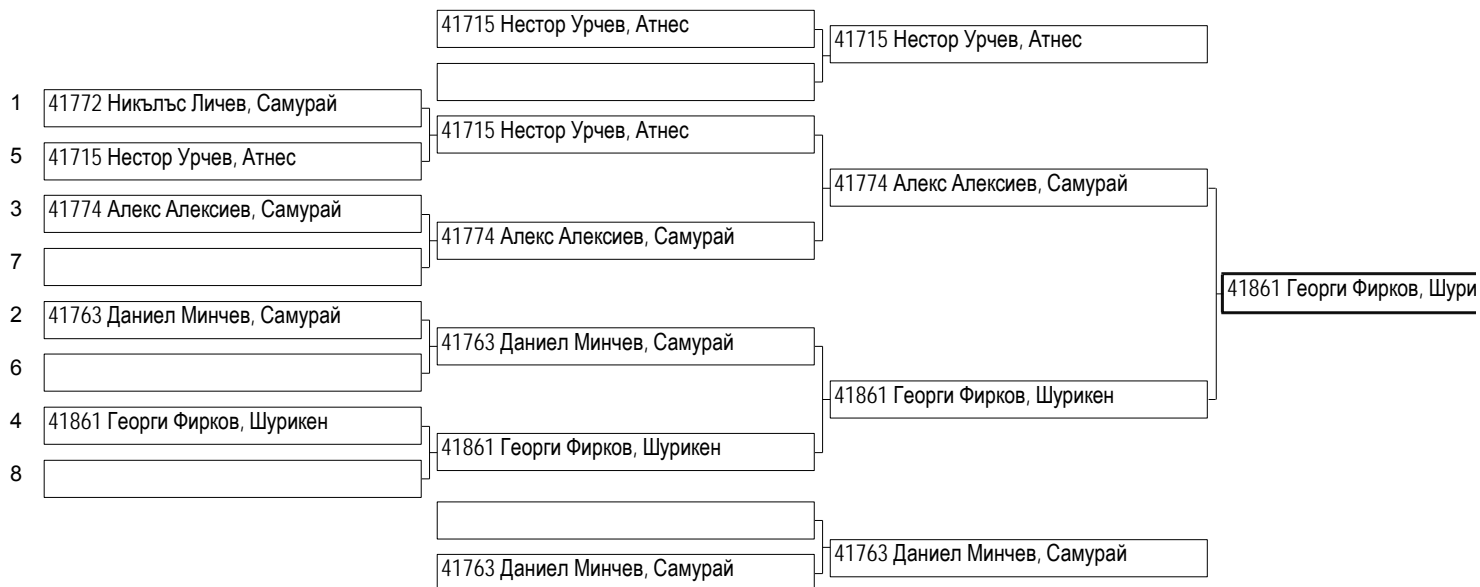 41715 Нестор Урчев, Атнес
41715 Нестор Урчев, Атнес
1 41772 Никълъс Личев, Самурай
41715 Нестор Урчев, Атнес
5 41715 Нестор Урчев, Атнес
41774 Алекс Алексиев, Самурай
3 41774 Алекс Алексиев, Самурай
41774 Алекс Алексиев, Самурай
7
41861 Георги Фирков, Шури
2 41763 Даниел Минчев, Самурай
41763 Даниел Минчев, Самурай
6
41861 Георги Фирков, Шурикен
4 41861 Георги Фирков, Шурикен
41861 Георги Фирков, Шурикен
8
41763 Даниел Минчев, Самурай
41763 Даниел Минчев, Самурай